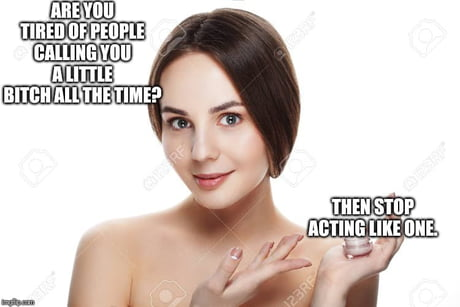 ARE YOU
TIRED OF PEOPLE
CALLING YOU
A LITTLE
BITCH ALL THE TIME?
THEN STOP
ACTING LIKE ONE.
123RF
imgflip.com